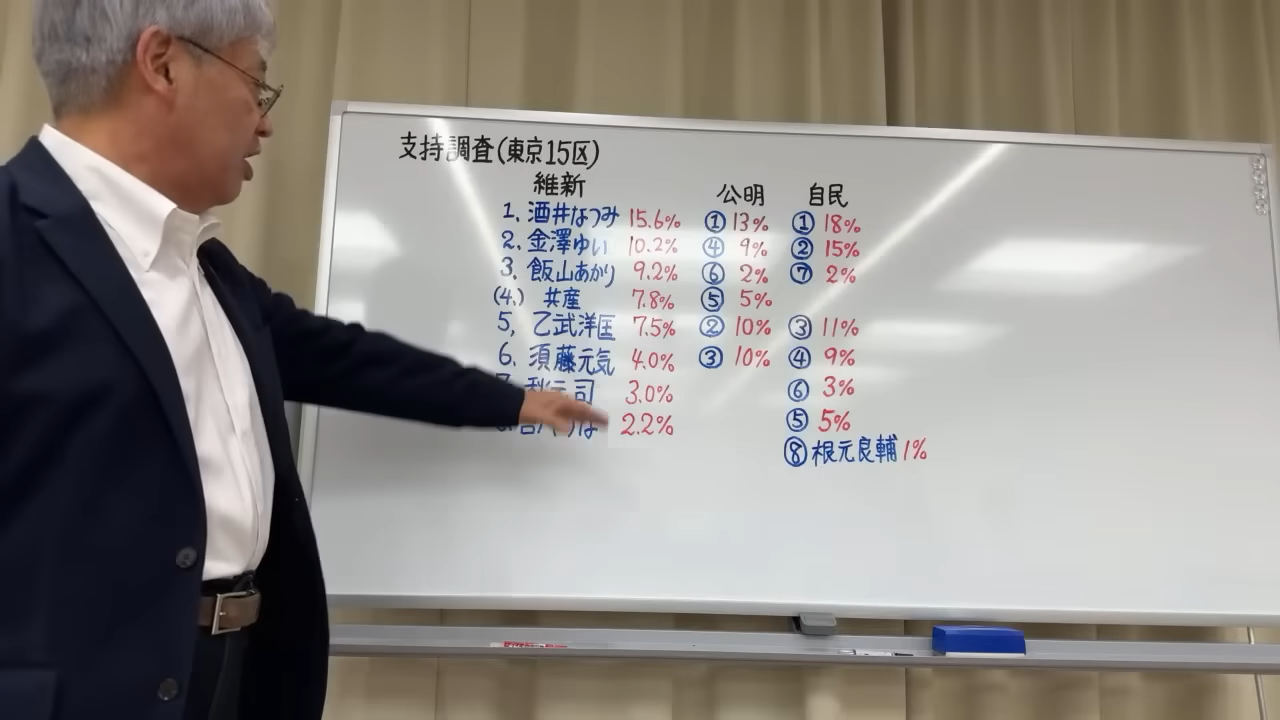 支持調査(東京15区)
維新 公明 自民
1. 酒井なつみ 15.6% ① 13% ① 18%
2. 金澤ゆい 10.2% ④ 9% ② 15%
3. 飯山あかり 9.2% ⑥ 2% ⑦ 2%
(4.) 共産 7.8% ⑤ 5%
5, 乙武洋匡 7.5% ② 10% ③ 11%
6. 須藤元気 4.0% ③ 10% ④ 9%
司 3.0% ⑥ 3%
2.2% ⑤ 5%
⑧ 根元良輔 1%